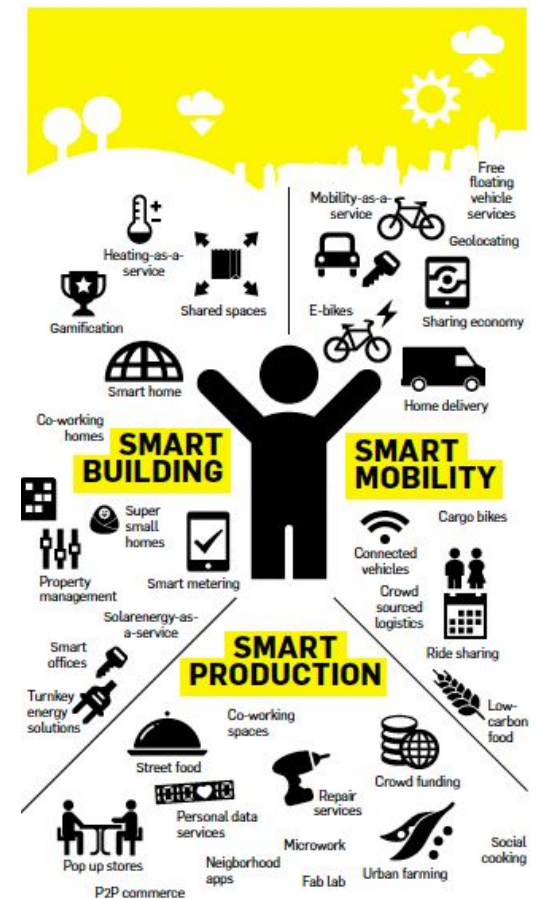 Heating-as-a-
service
Shared spaces
Gamification
Smart home
Co-working
homes
SMART
BUILDING
Super
small
homes
Property
management
Smart metering
Solarenergy-as-
a-service
Smart
offices
Turnkey
energy
solutions
Mobility-as-a-
service
Free
floating
vehicle
services
Geolocating
E-bikes
Sharing economy
Home delivery
SMART
MOBILITY
Cargo bikes
Connected
vehicles
Crowd
sourced
logistics
Ride sharing
Low-
carbon
food
SMART
PRODUCTION
Co-working
spaces
Street food
Crowd funding
Personal data
services
Repair
services
Pop up stores
Microwork
Neigborhood
apps
Urban farming
Social
cooking
P2P commerce
Fab lab